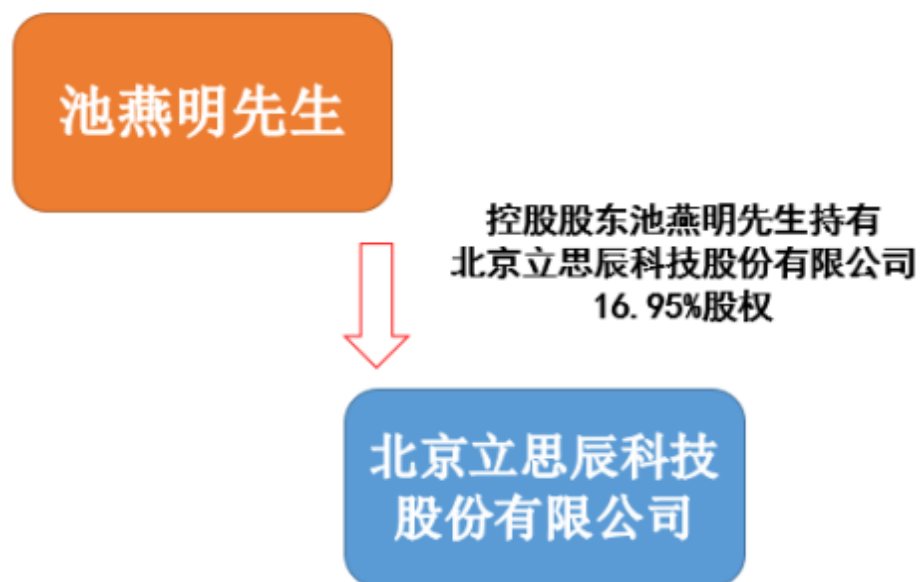 池燕明先生
控股股东池燕明先生持有
北京立思辰科技股份有限公司
16.95%股权
北京立思辰科技
股份有限公司